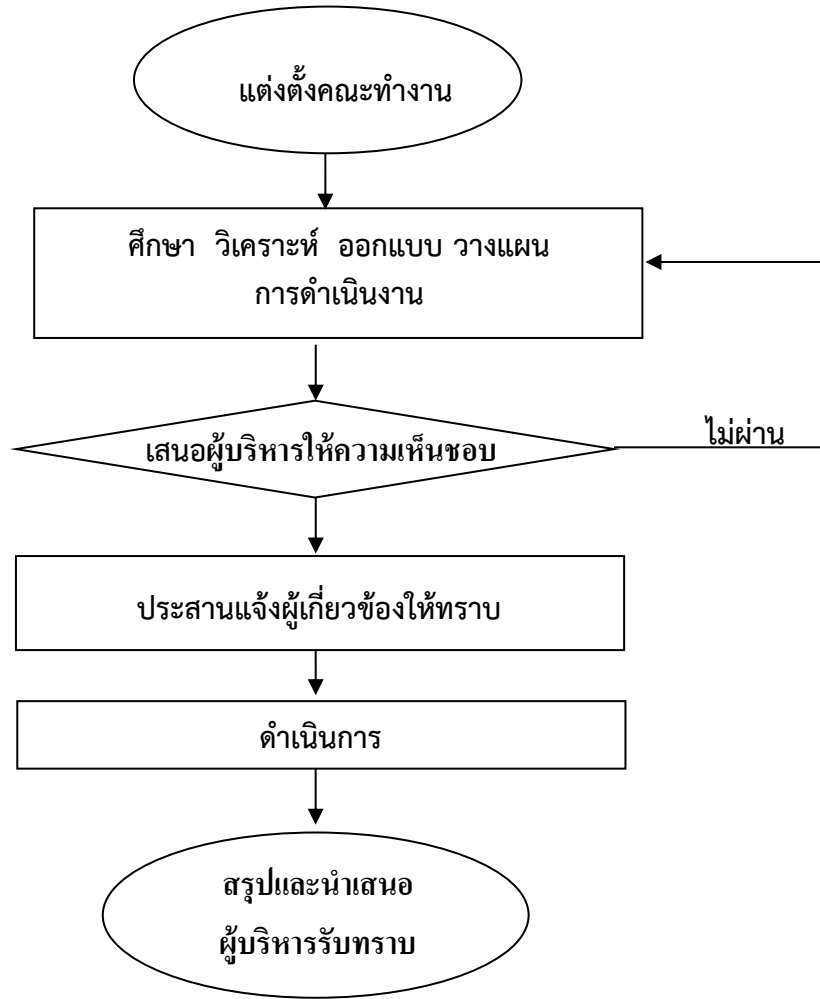 แต่งตั้งคณะทำงาน
ศึกษา วิเคราะห์ ออกแบบ วางแผน
การดำเนินงาน
เสนอผู้บริหารให้ความเห็นชอบ
ไม่ผ่าน
ประสานแจ้งผู้เกี่ยวข้องให้ทราบ
ดำเนินการ
สรุปและนำเสนอ
ผู้บริหารรับทราบ